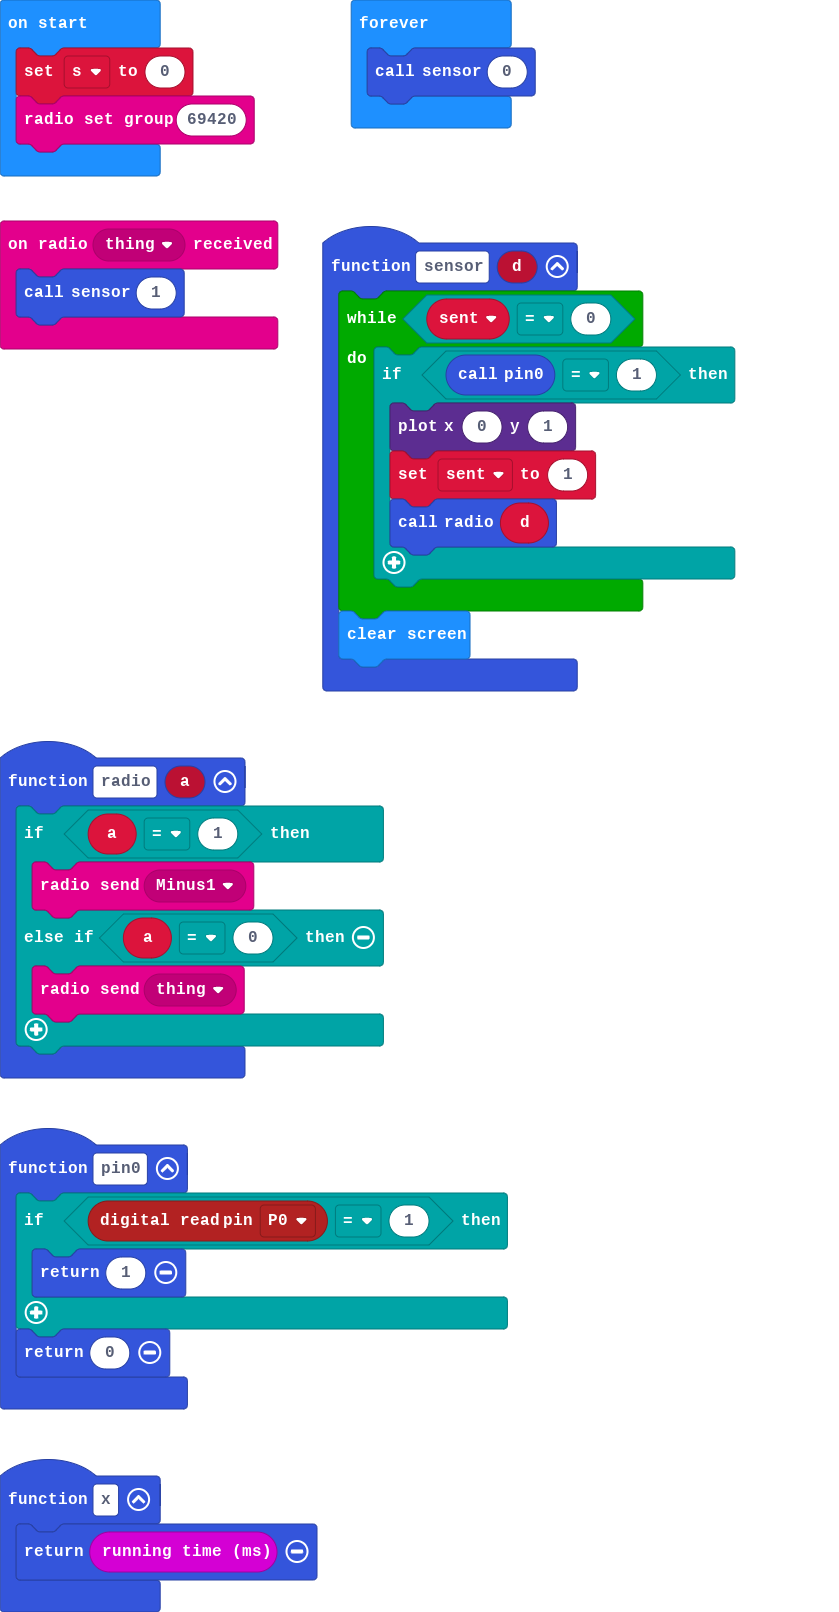 on start
set s to 0
radio set group 69420
forever
call sensor 0
on radio thing received
call sensor 1
function sensor d
while sent = 0
do
if call pin0 = 1 then
plot x 0 y 1
set sent to 1
call radio d
clear screen
function radio a
if a = 1 then
radio send Minus1
else if a = 0 then
radio send thing
function pin0
if digital read pin P0 = 1 then
return 1
return 0
function x
return running time (ms)